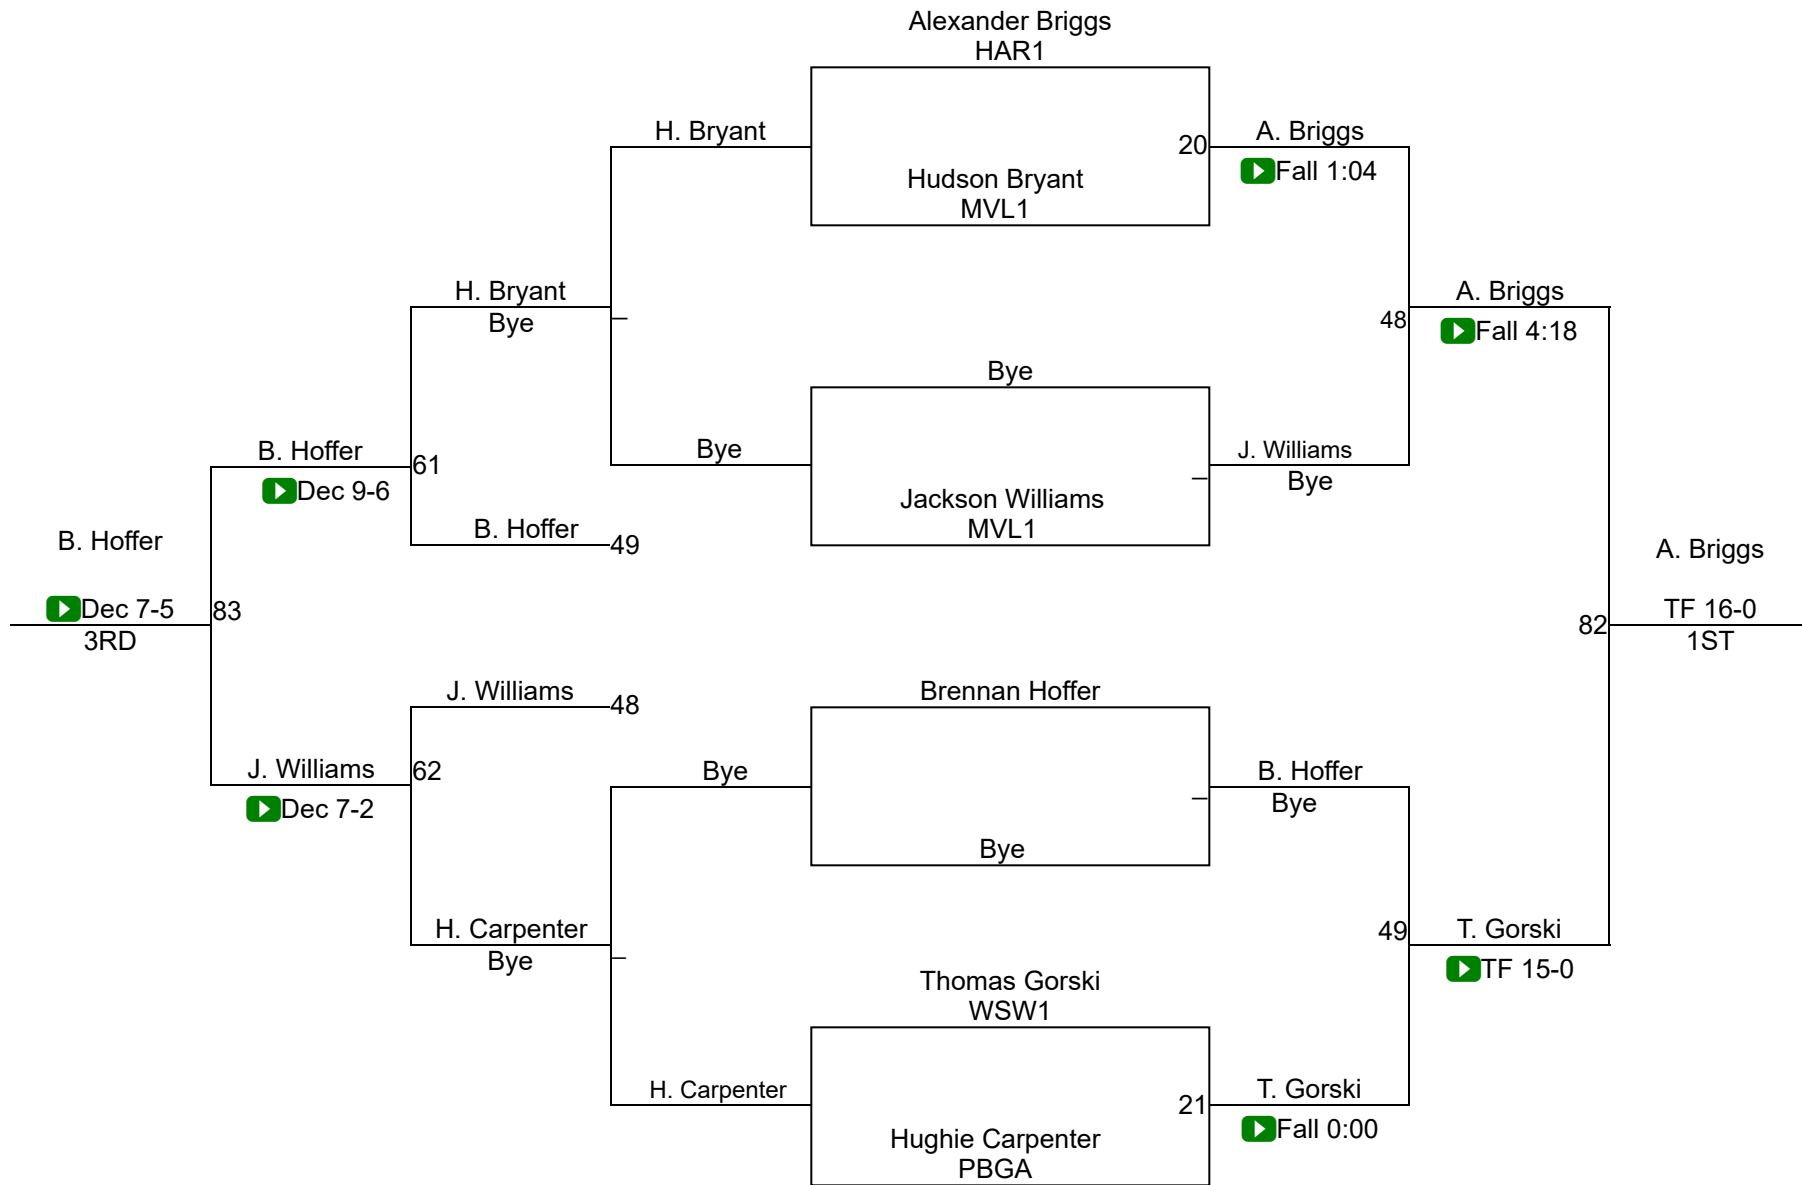 Alexander Briggs
HAR1
H. Bryant
20
A. Briggs
Fall 1:04
Hudson Bryant
MVL1
H. Bryant
Bye
A. Briggs
48
Fall 4:18
Bye
B. Hoffer
61
Dec 9-6
Bye
J. Williams
Bye
Jackson Williams
MVL1
B. Hoffer
49
B. Hoffer
Dec 7-5
83
3RD
A. Briggs
82
TF 16-0
1ST
J. Williams
48
Brennan Hoffer
J. Williams
62
Dec 7-2
Bye
B. Hoffer
Bye
Bye
H. Carpenter
Bye
49
T. Gorski
TF 15-0
Thomas Gorski
WSW1
H. Carpenter
21
T. Gorski
Fall 0:00
Hughie Carpenter
PBGA